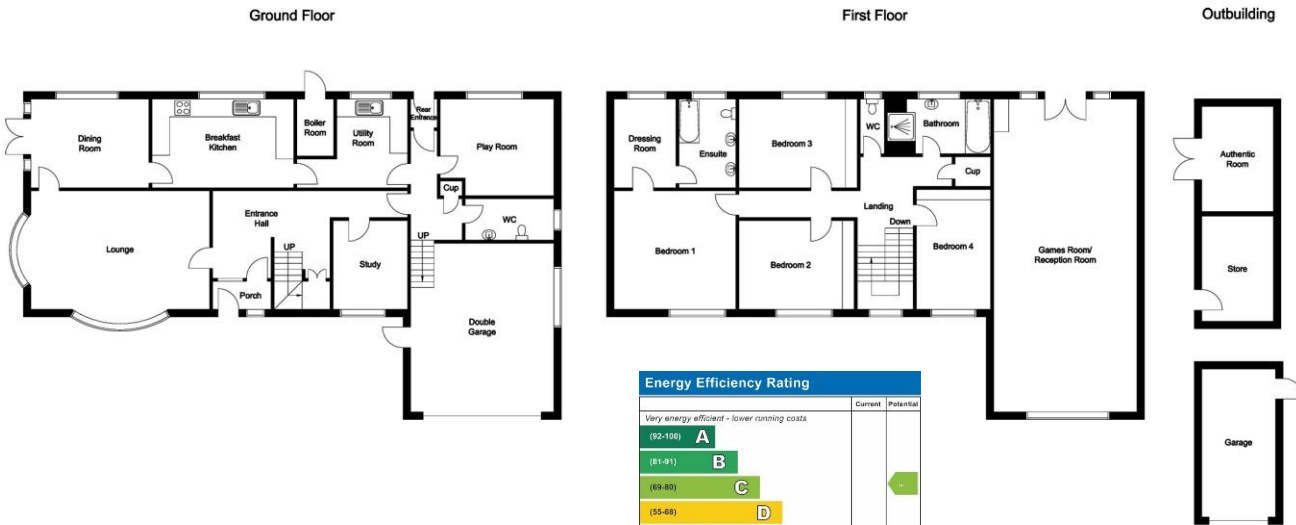 Ground Floor
First Floor
Outbuilding
Dining
Room
Breakfast
Kitchen
Boiler
Room
Utility
Room
Rear
Entrance
Play Room
Cup
WC
Entrance
Hall
Lounge
UP
UP
Study
Porch
Double
Garage
Dressing
Room
Ensuite
Bedroom 3
WC
Bathroom
Cup
Landing
Down
Bedroom 1
Bedroom 2
Bedroom 4
Games Room/
Reception Room
Authentic
Room
Store
Garage
Energy Efficiency Rating
Current Potential
Very energy efficient - lower running costs
(92-100) A
(81-91) B
(69-80) C
(55-68) D